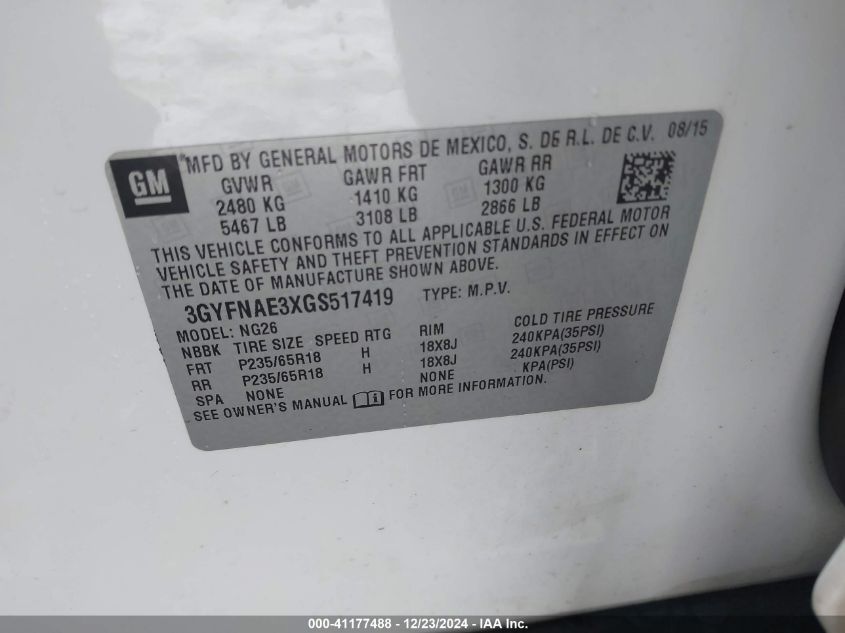 GM
MFD BY GENERAL MOTORS DE MEXICO, S. DE R.L. DE C.V. 08/15
GVWR GAWR FRT GAWR RR
2480 KG 1410 KG 1300 KG
5467 LB 3108 LB 2866 LB
THIS VEHICLE CONFORMS TO ALL APPLICABLE U.S. FEDERAL MOTOR
VEHICLE SAFETY AND THEFT PREVENTION STANDARDS IN EFFECT ON
THE DATE OF MANUFACTURE SHOWN ABOVE.
3GYFNAE3XGS517419 TYPE: M.P.V.
MODEL: NG26
NBBK TIRE SIZE SPEED RTG RIM COLD TIRE PRESSURE
FRT P235/65R18 H 18X8J 240KPA(35PSI)
RR P235/65R18 H 18X8J 240KPA(35PSI)
SPA NONE NONE KPA(PSI)
SEE OWNER'S MANUAL FOR MORE INFORMATION.
000-41177488 - 12/23/2024 - IAA Inc.